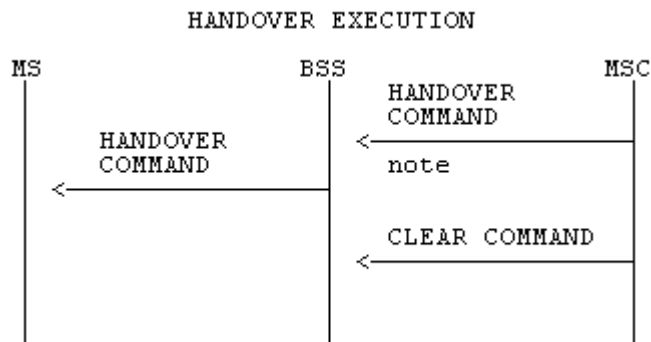 HANDOVER EXECUTION
MS BSS MSC
HANDOVER
COMMAND
HANDOVER
COMMAND
note
CLEAR COMMAND